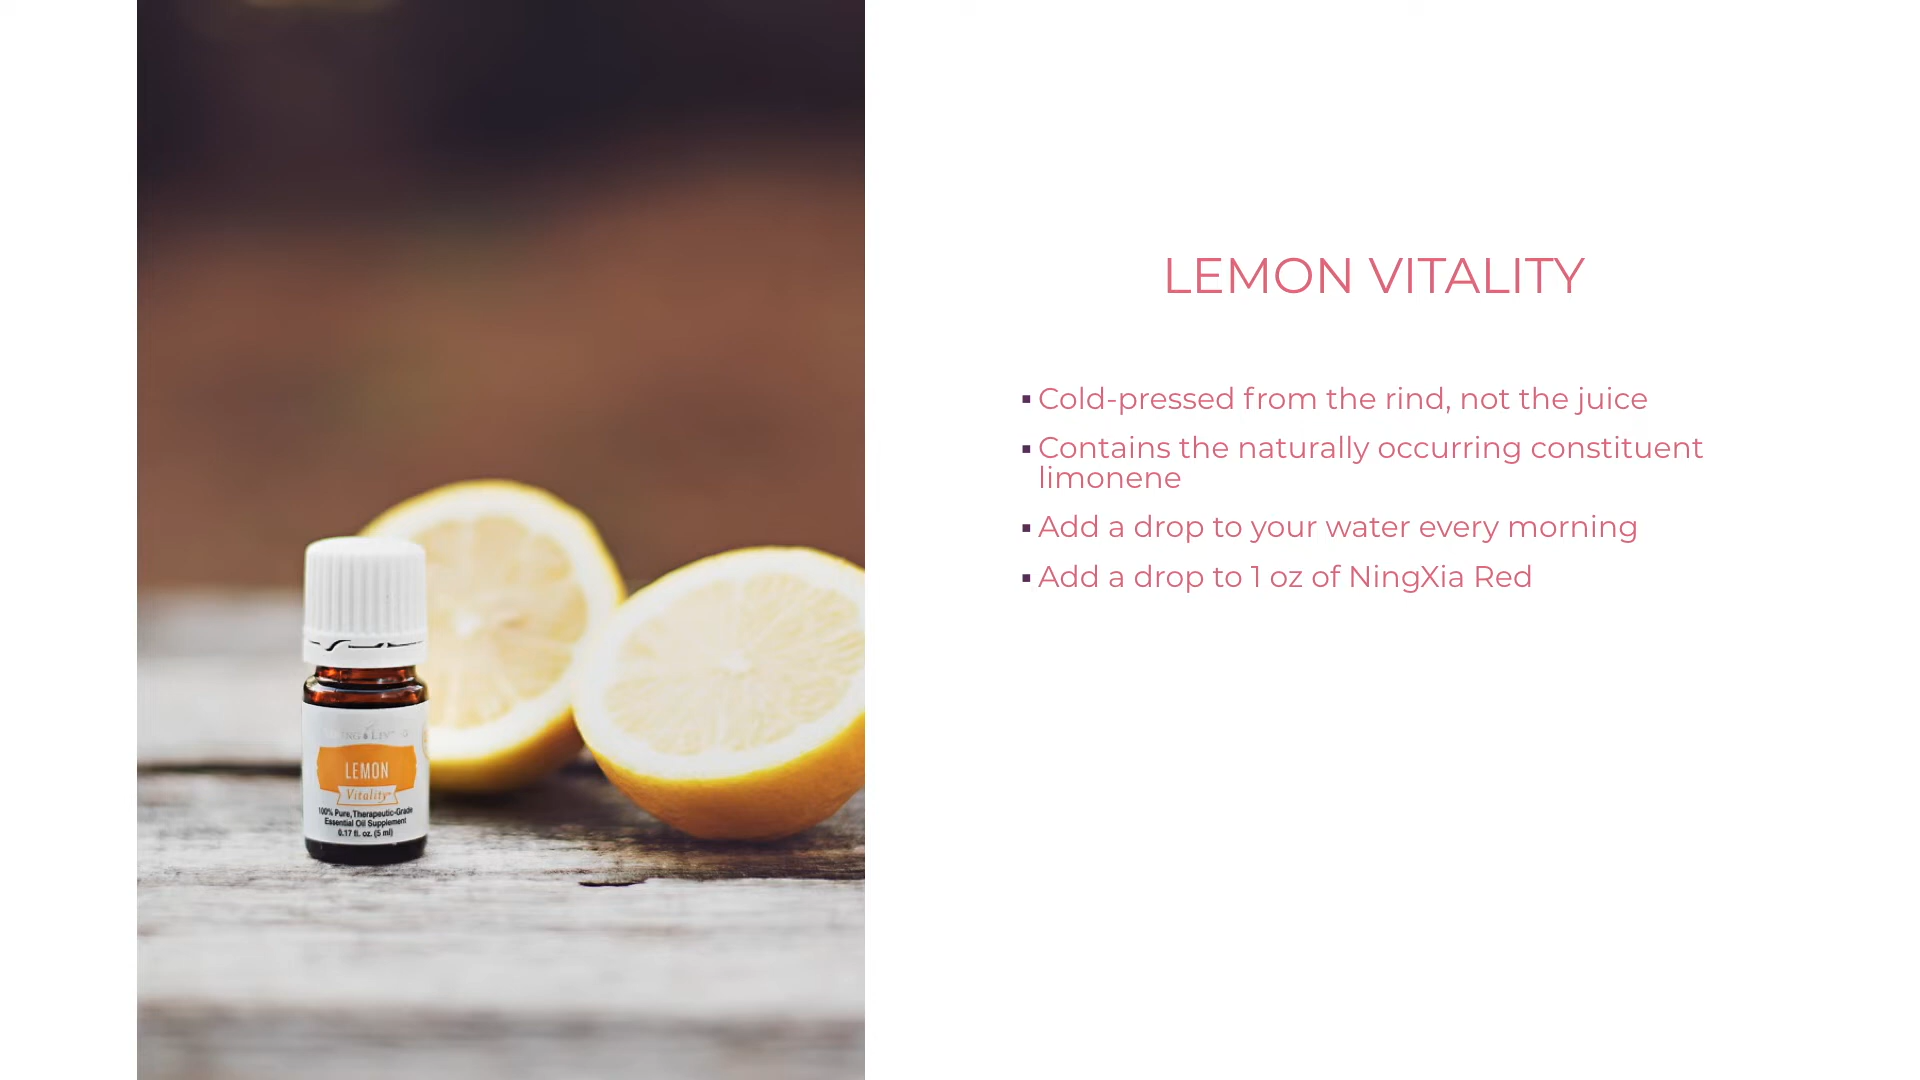 LEMON VITALITY
▪ Cold-pressed from the rind, not the juice
▪ Contains the naturally occurring constituent
limonene
▪ Add a drop to your water every morning
▪ Add a drop to 1 oz of NingXia Red
LEMON
Vitality
100% Pure, Therapeutic-Grade
Essential Oil Supplement
0.17 fl. oz. (5 ml)